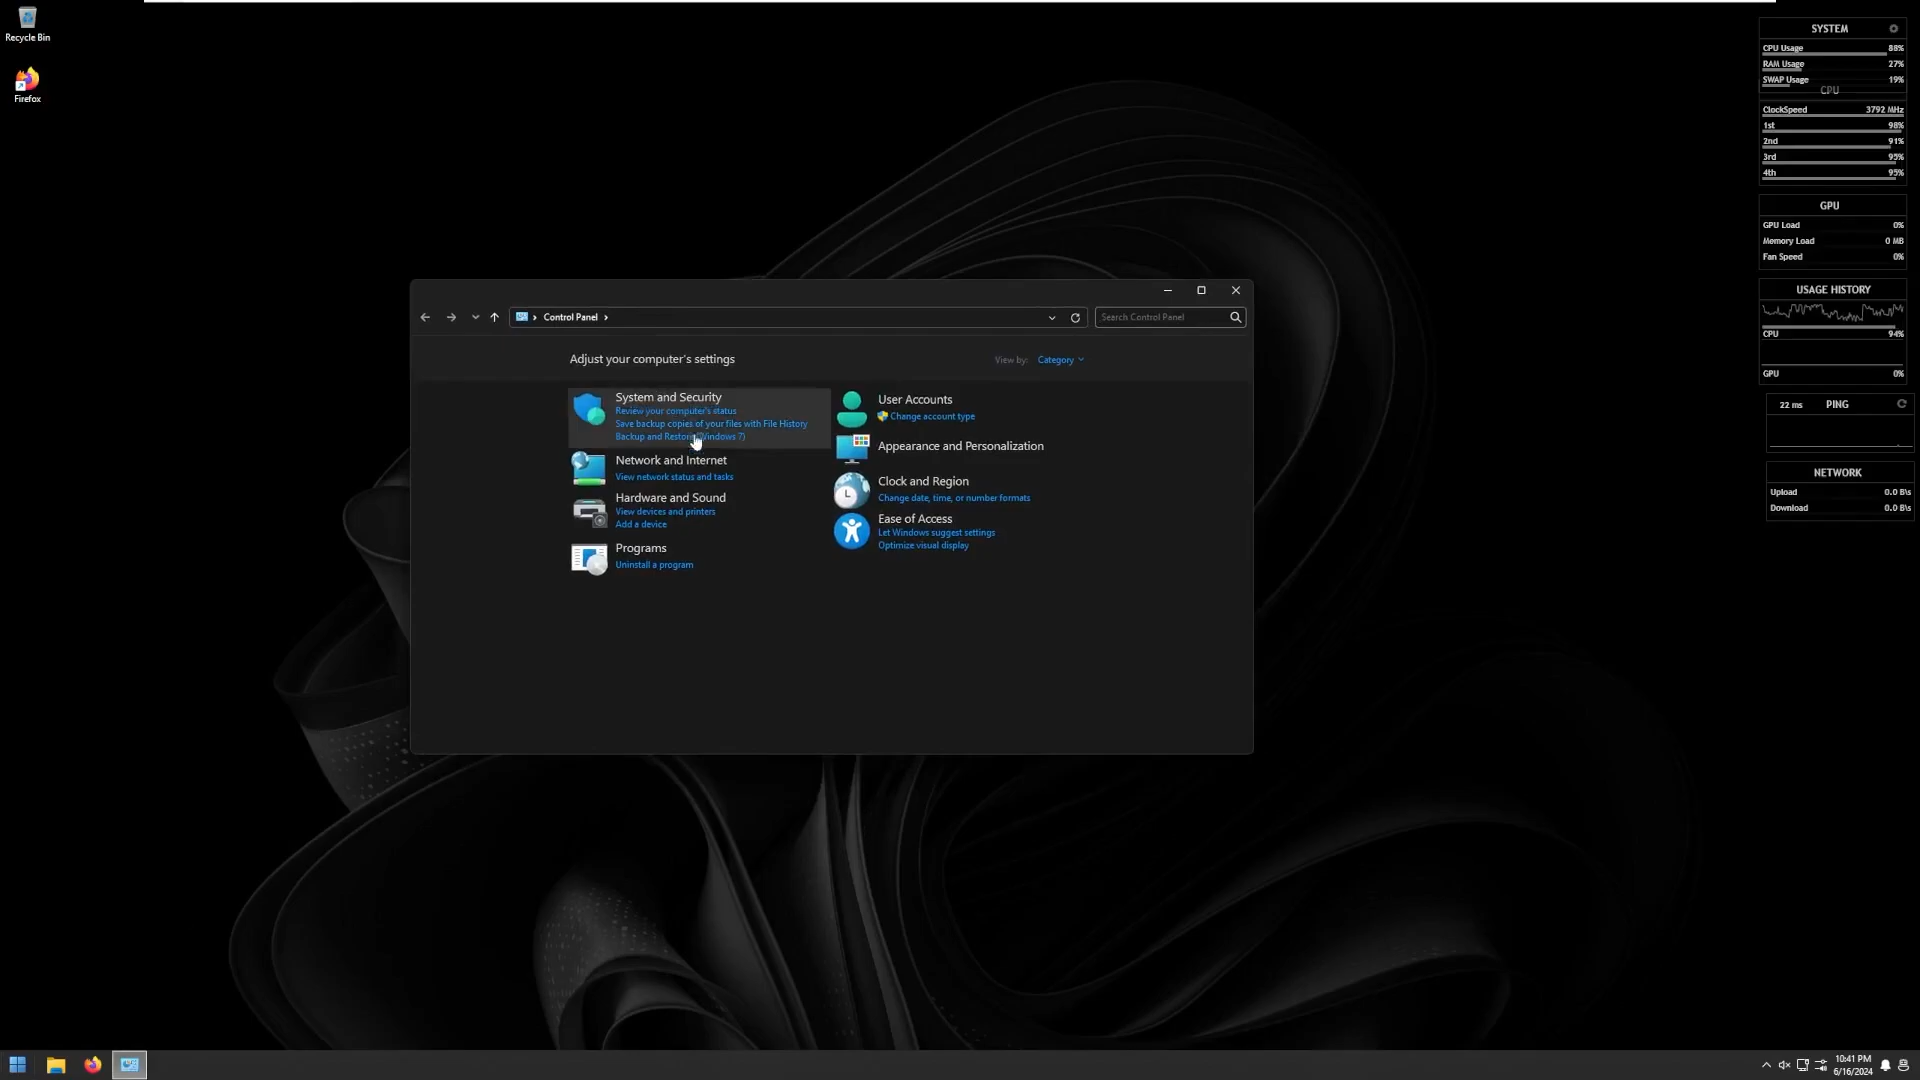 Recycle Bin
Firefox
Control Panel
Search Control Panel
Adjust your computer's settings
View by: Category
System and Security
Review your computer's status
Save backup copies of your files with File History
Backup and Restore (Windows 7)
Network and Internet
View network status and tasks
Hardware and Sound
View devices and printers
Add a device
Programs
Uninstall a program
User Accounts
Change account type
Appearance and Personalization
Clock and Region
Change date, time, or number formats
Ease of Access
Let Windows suggest settings
Optimize visual display
SYSTEM
CPU Usage 88%
RAM Usage 27%
SWAP Usage 19%
CPU
ClockSpeed 3792 MHz
1st 98%
2nd 91%
3rd 95%
4th 95%
GPU
GPU Load 0%
Memory Load 0 MB
Fan Speed 0%
USAGE HISTORY
CPU 94%
GPU 0%
22 ms PING
NETWORK
Upload 0.0 B\s
Download 0.0 B\s
10:41 PM
6/16/2024